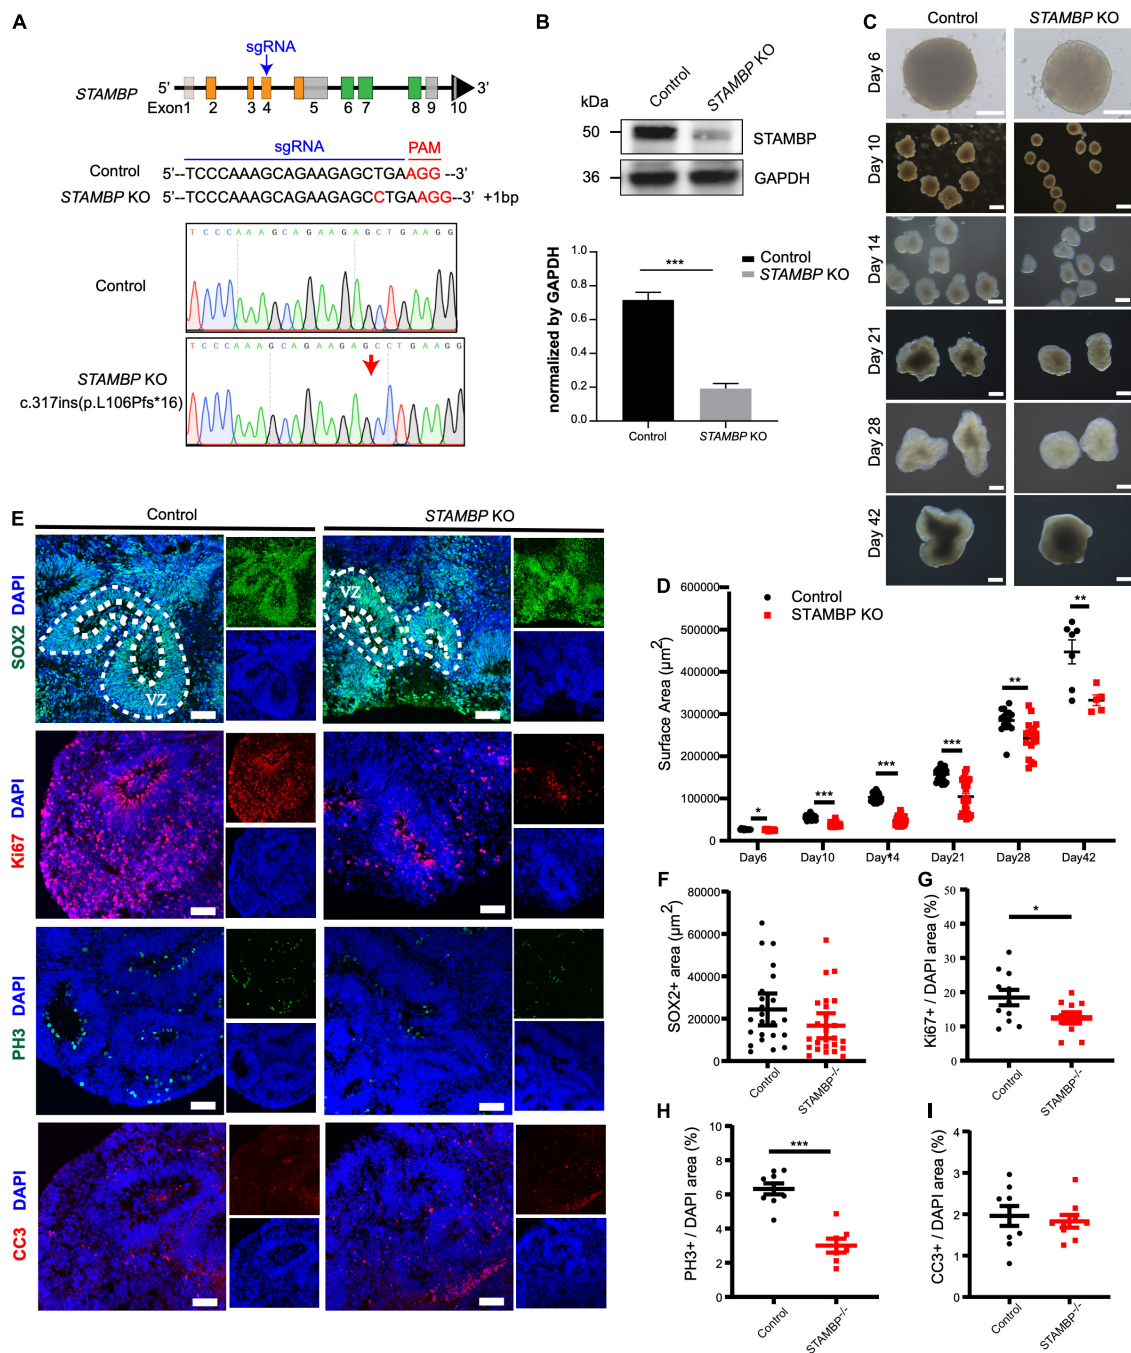 A
sgRNA
STAMBP
5'
3'
Exon1 2 3 4 5 6 7 8 9 10
sgRNA PAM
Control 5'--TCCCAAAGCAGAAGAGCTGAAGG --3'
STAMBP KO 5'--TCCCAAAGCAGAAGAGCCTGAAGG--3' +1bp
T C C C A A A G C A G A A G A G C T G A A G G
Control
T C C C A A A G C A G A A G A G C C T G A A G G
STAMBP KO
c.317ins(p.L106Pfs*16)
B
Control STAMBP KO
kDa
50 STAMBP
36 GAPDH
Control
STAMBP KO
***
normalized by GAPDH
1.0
0.8
0.6
0.4
0.2
0.0
Control STAMBP KO
C
Control STAMBP KO
Day 6
Day 10
Day 14
Day 21
Day 28
Day 42
D
Control
STAMBP KO
Surface Area (µm2)
600000
500000
400000
300000
200000
100000
0
* *** *** *** ** **
Day6 Day10 Day14 Day21 Day28 Day42
E
Control STAMBP KO
SOX2 DAPI
VZ
VZ
Ki67 DAPI
PH3 DAPI
CC3 DAPI
F
SOX2+ area (µm2)
80000
60000
40000
20000
0
Control STAMBP-/-
G
Ki67+ / DAPI area (%)
50
40
30
20
10
0
*
Control STAMBP-/-
H
PH3+ / DAPI area (%)
10
8
6
4
2
0
***
Control STAMBP-/-
I
CC3+ / DAPI area (%)
4
3
2
1
0
Control STAMBP-/-